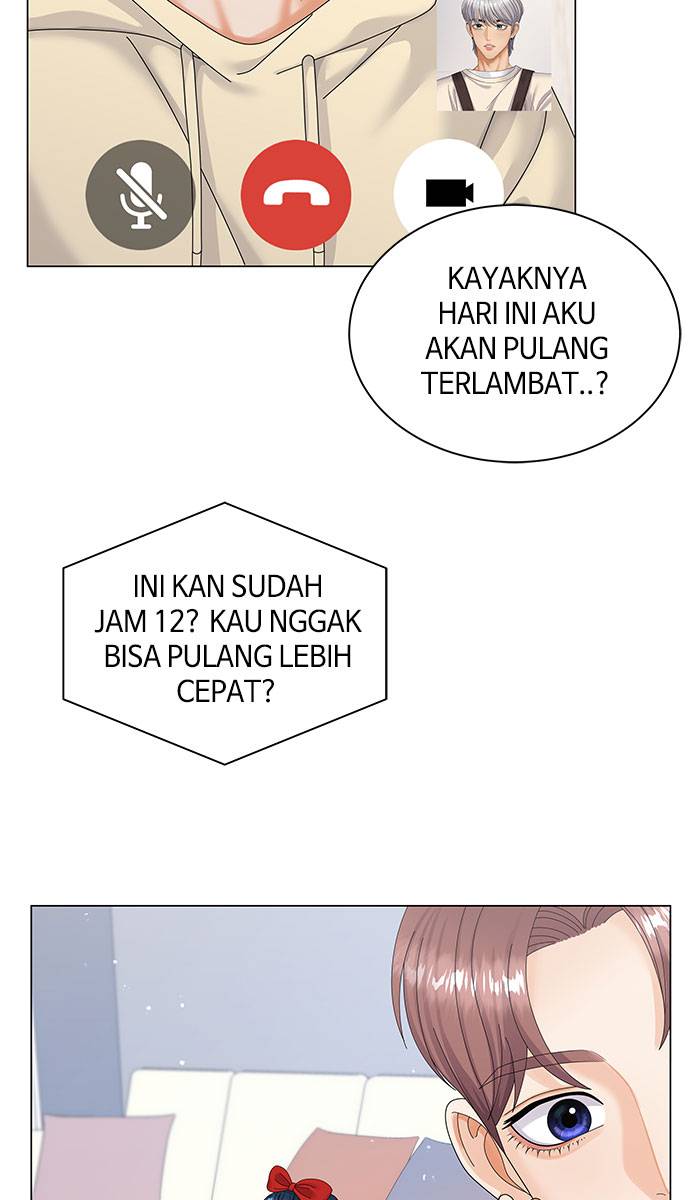 KAYAKNYA
HARI INI AKU
AKAN PULANG
TERLAMBAT..?
INI KAN SUDAH
JAM 12? KAU NGGAK
BISA PULANG LEBIH
CEPAT?